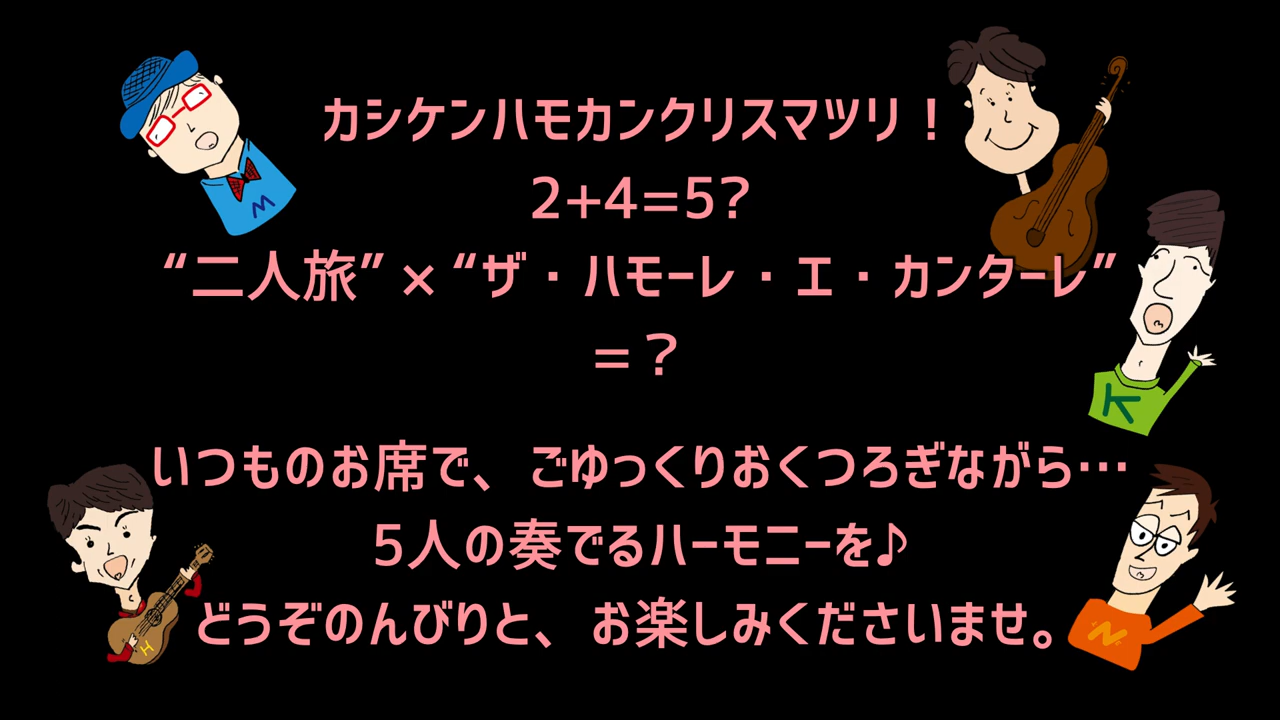 カシケンハモカンクリスマツリ！
2+4=5?
“二人旅”×“ザ・ハモーレ・エ・カンターレ”
=？
いつものお席で、ごゆっくりおくつろぎながら…
5人の奏でるハーモニーを♪
どうぞのんびりと、お楽しみくださいませ。
M
K
H
N